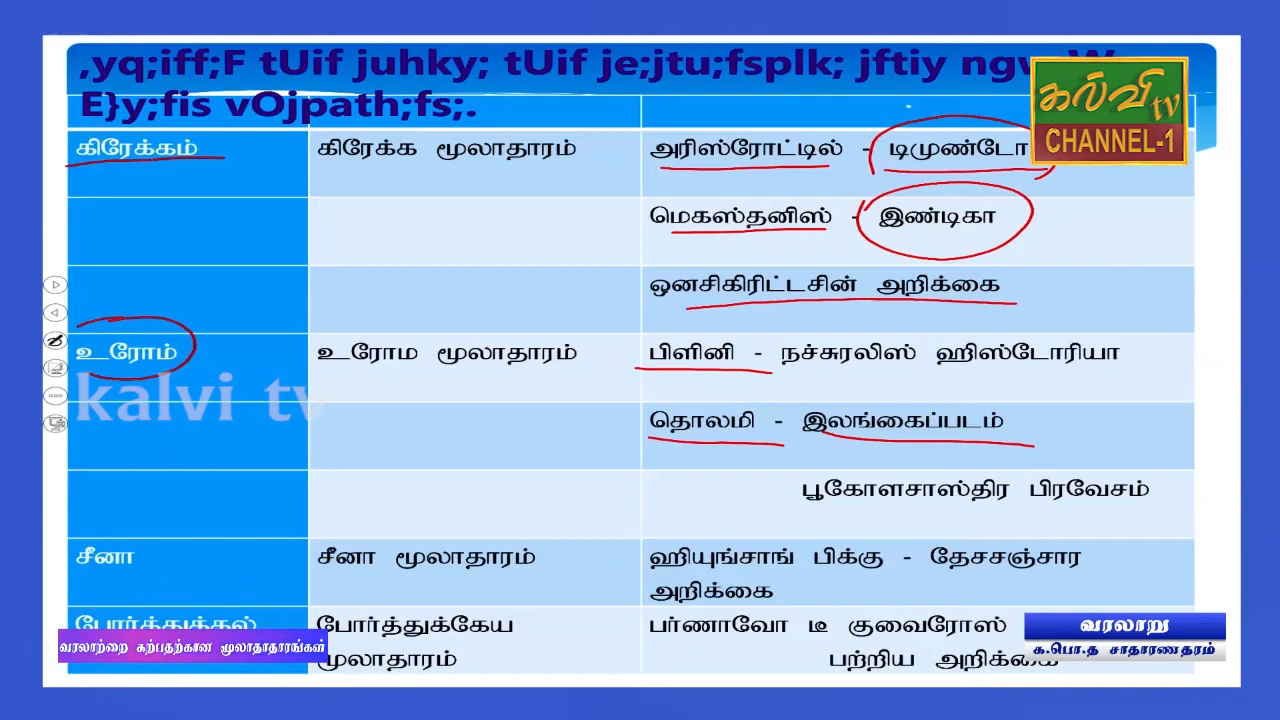 ,yq;iff;F tUif juhky; tUif je;jtu;fsplk; jftiy ngw
E}y;fis vOjpath;fs;.
கல்வி tv
CHANNEL-1
கிரேக்கம் கிரேக்க மூலாதாரம் அரிஸ்ரோட்டில் - டிமுண்டோ
மெகஸ்தனிஸ் - இண்டிகா
ஒனசிகிரிட்டசின் அறிக்கை
உரோம் உரோம மூலாதாரம் பிளினி - நச்சுரலிஸ் ஹிஸ்டோரியா
kalvi tv
தொலமி - இலங்கைப்படம்
பூகோளசாஸ்திர பிரவேசம்
சீனா சீனா மூலாதாரம் ஹியுங்சாங் பிக்கு - தேசசஞ்சார
அறிக்கை
போர்த்துக்கல் போர்த்துக்கேய பர்ணாவோ டீ குவைரோஸ்
மூலாதாரம் பற்றிய அறிக்கை
வரலாற்றை கற்பதற்கான மூலாதாதாரங்கள்
வரலாறு
க.பொ.த சாதாரணதரம்